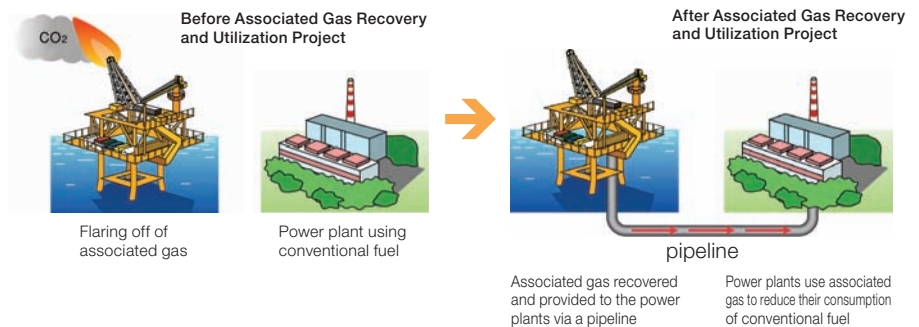 CO2
Before Associated Gas Recovery
and Utilization Project
Flaring off of
associated gas
Power plant using
conventional fuel
After Associated Gas Recovery
and Utilization Project
pipeline
Associated gas recovered
and provided to the power
plants via a pipeline
Power plants use associated
gas to reduce their consumption
of conventional fuel